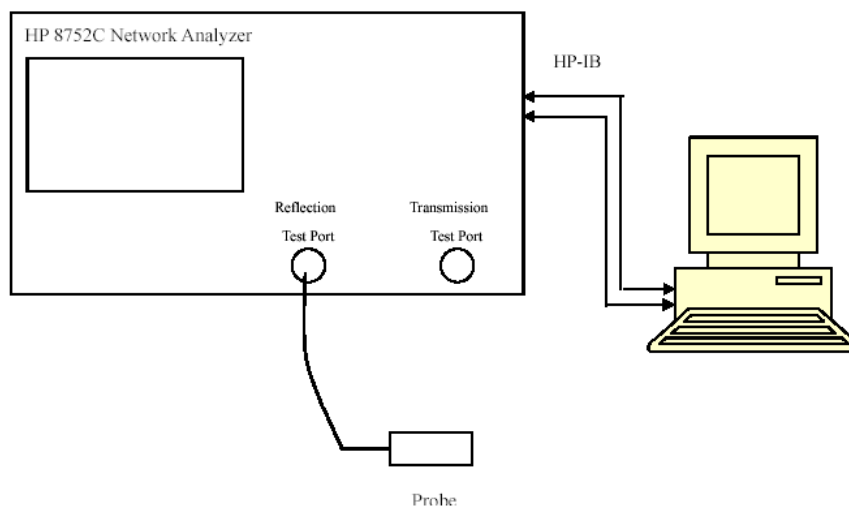 HP 8752C Network Analyzer
HP-IB
Reflection
Test Port
Transmission
Test Port
Probe